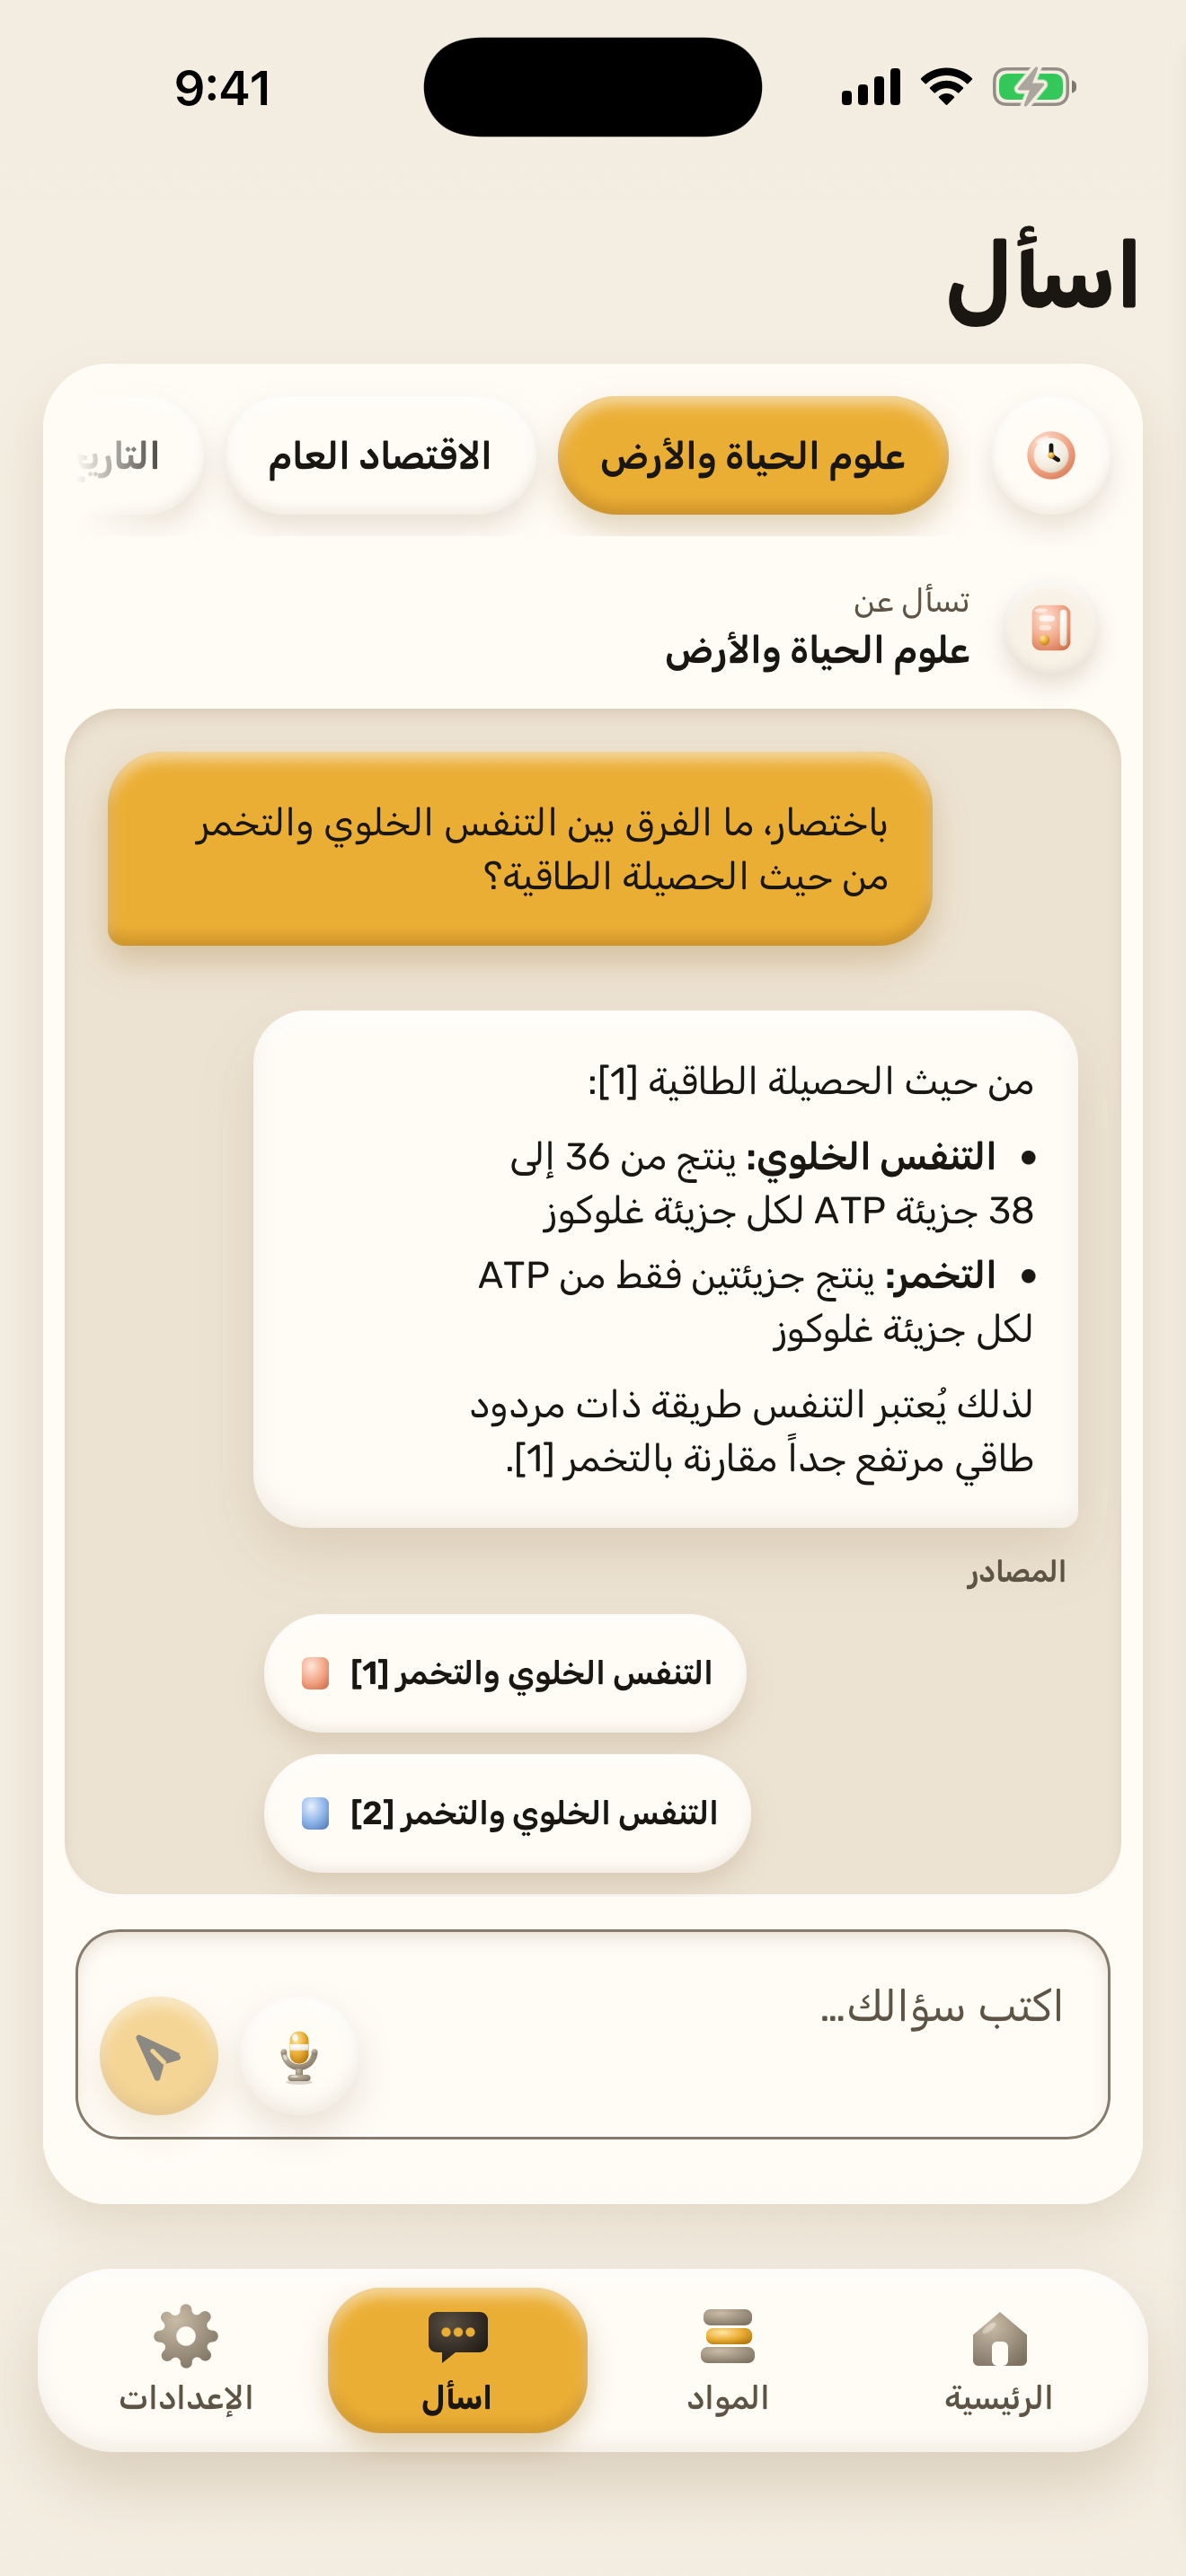 9:41
اسأل
علوم الحياة والأرض
الاقتصاد العام
تسأل عن
علوم الحياة والأرض
باختصار، ما الفرق بين التنفس الخلوي والتخمر
من حيث الحصيلة الطاقية؟
من حيث الحصيلة الطاقية [1]:
• التنفس الخلوي: ينتج من 36 إلى
38 جزيئة ATP لكل جزيئة غلوكوز
• التخمر: ينتج جزيئتين فقط من ATP
لكل جزيئة غلوكوز
لذلك يُعتبر التنفس طريقة ذات مردود
طاقي مرتفع جداً مقارنة بالتخمر [1].
المصادر
التنفس الخلوي والتخمر [1]
التنفس الخلوي والتخمر [2]
اكتب سؤالك...
الرئيسية
المواد
اسأل
الإعدادات